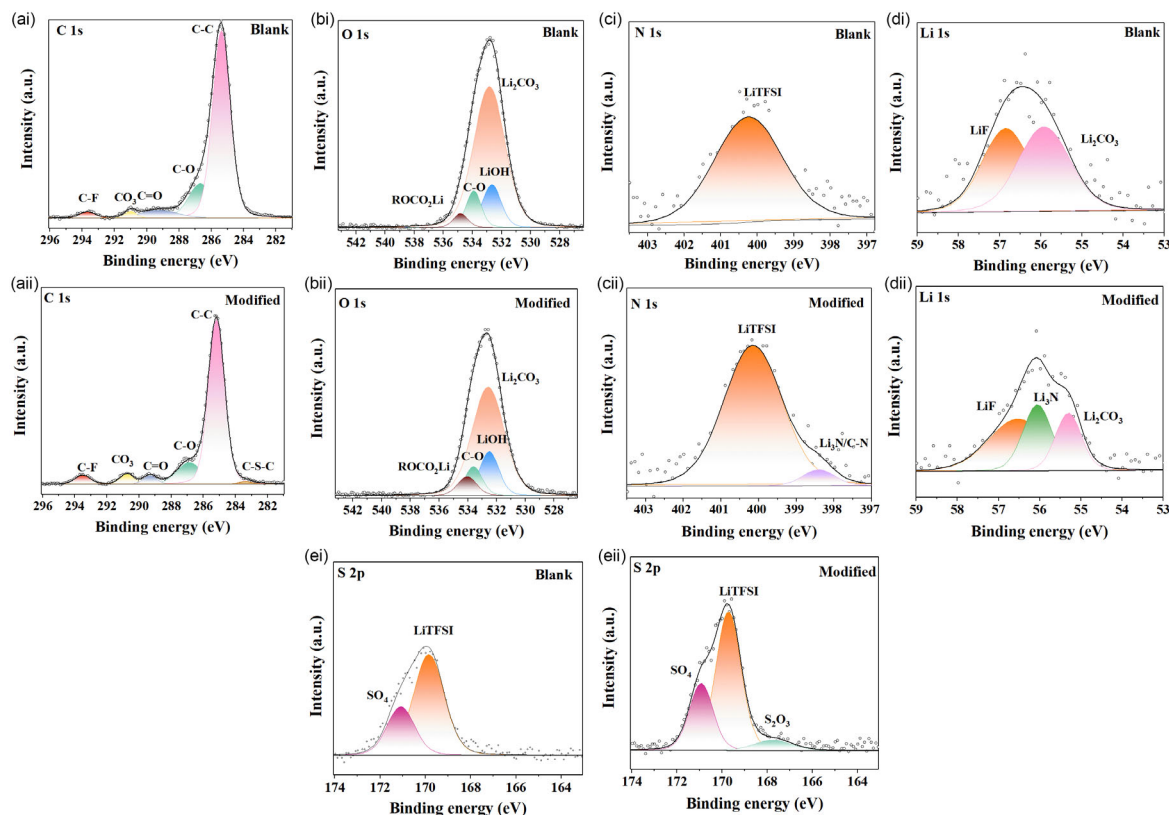 (ai)
C 1s
C-C
Blank
C-O
C-F
CO3
C=O
Intensity (a.u.)
296 294 292 290 288 286 284 282
Binding energy (eV)
(bi)
O 1s
Blank
Li2CO3
LiOH
C-O
ROCO2Li
Intensity (a.u.)
542 540 538 536 534 532 530 528
Binding energy (eV)
(ci)
N 1s
Blank
LiTFSI
Intensity (a.u.)
403 402 401 400 399 398 397
Binding energy (eV)
(di)
Li 1s
Blank
LiF
Li2CO3
Intensity (a.u.)
59 58 57 56 55 54 53
Binding energy (eV)
(aii)
C 1s
Modified
C-C
C-O
C-F
CO3
C=O
C-S-C
Intensity (a.u.)
296 294 292 290 288 286 284 282
Binding energy (eV)
(bii)
O 1s
Modified
Li2CO3
LiOH
C-O
ROCO2Li
Intensity (a.u.)
542 540 538 536 534 532 530 528
Binding energy (eV)
(cii)
N 1s
Modified
LiTFSI
Li3N/C-N
Intensity (a.u.)
403 402 401 400 399 398 397
Binding energy (eV)
(dii)
Li 1s
Modified
LiF
Li3N
Li2CO3
Intensity (a.u.)
59 58 57 56 55 54 53
Binding energy (eV)
(ei)
S 2p
Blank
LiTFSI
SO4
Intensity (a.u.)
174 172 170 168 166 164
Binding energy (eV)
(eii)
S 2p
Modified
LiTFSI
SO4
S2O3
Intensity (a.u.)
174 172 170 168 166 164
Binding energy (eV)